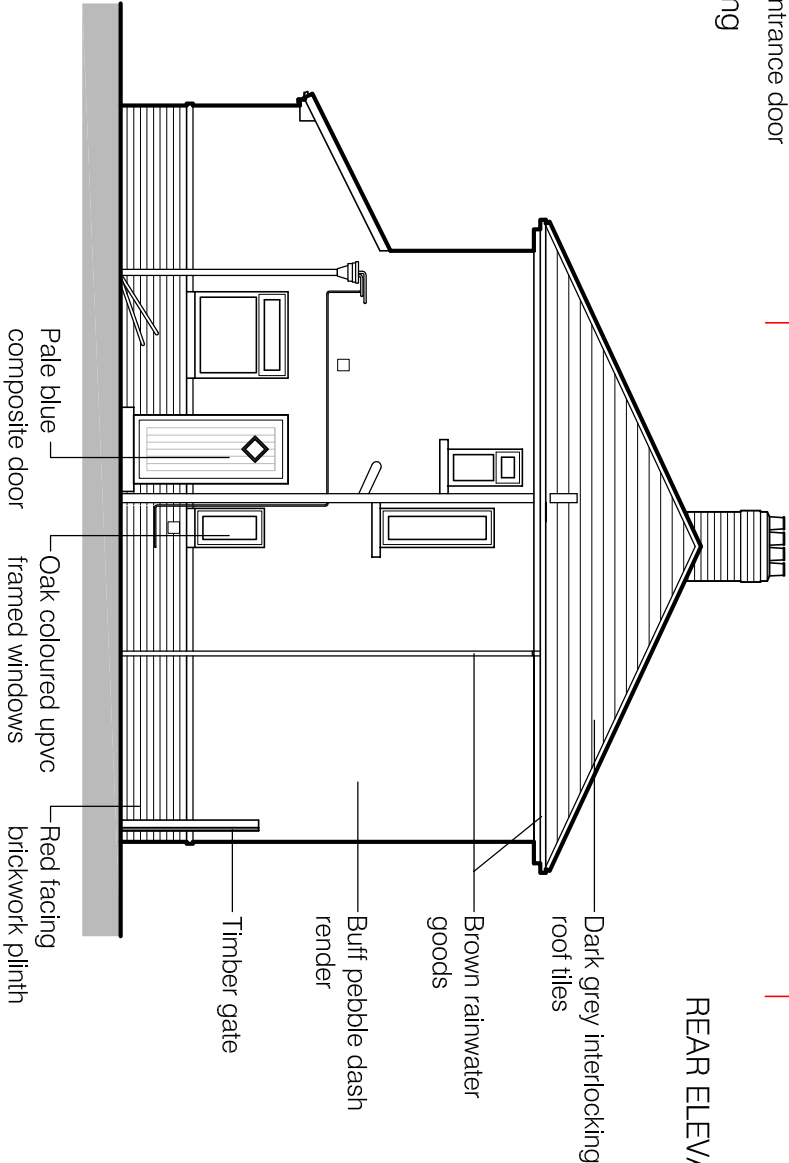 ntrance door
ng
REAR ELEVA
Dark grey interlocking
roof tiles
Brown rainwater
goods
Buff pebble dash
render
Timber gate
Pale blue
composite door
Oak coloured upvc
framed windows
Red facing
brickwork plinth